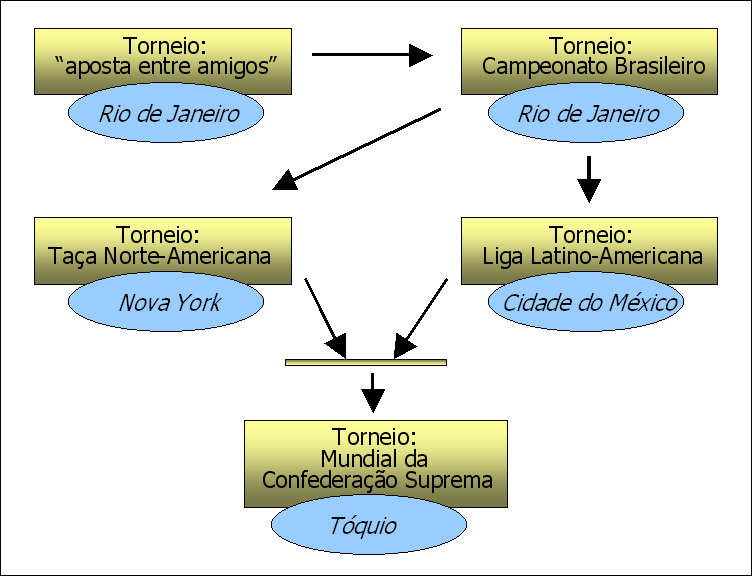 Torneio:
“aposta entre amigos”
Rio de Janeiro
Torneio:
Campeonato Brasileiro
Rio de Janeiro
Torneio:
Taça Norte-Americana
Nova York
Torneio:
Liga Latino-Americana
Cidade do México
Torneio:
Mundial da
Confederação Suprema
Tóquio